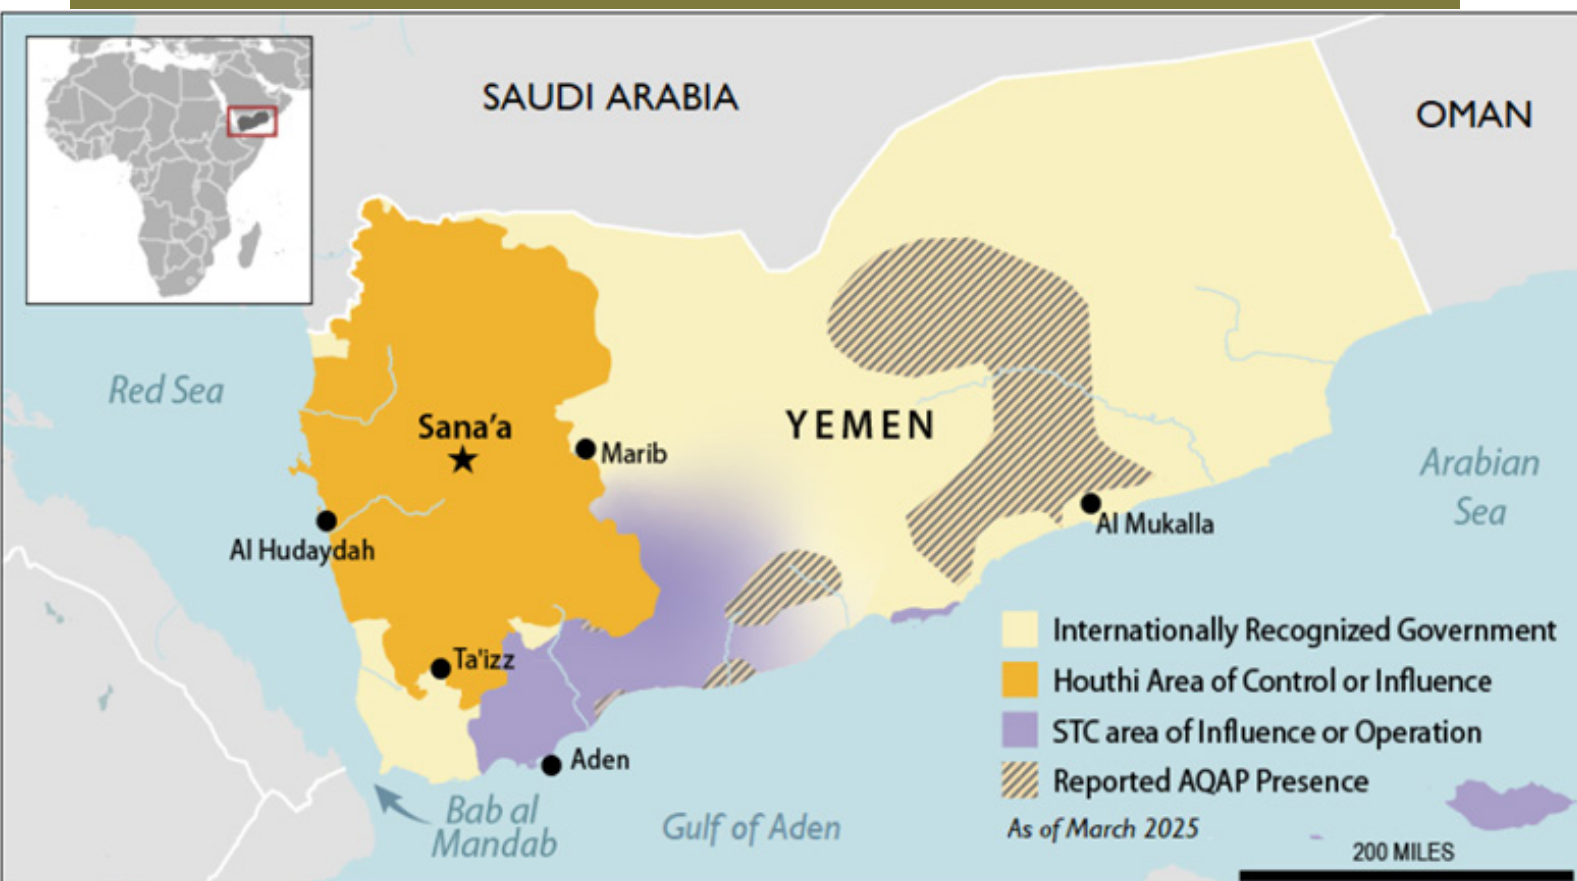 SAUDI ARABIA
OMAN
Red Sea
Sana'a
YEMEN
Marib
Arabian
Sea
Al Hudaydah
Al Mukalla
Ta'izz
Aden
Bab al
Mandab
Gulf of Aden
Internationally Recognized Government
Houthi Area of Control or Influence
STC area of Influence or Operation
Reported AQAP Presence
As of March 2025
200 MILES